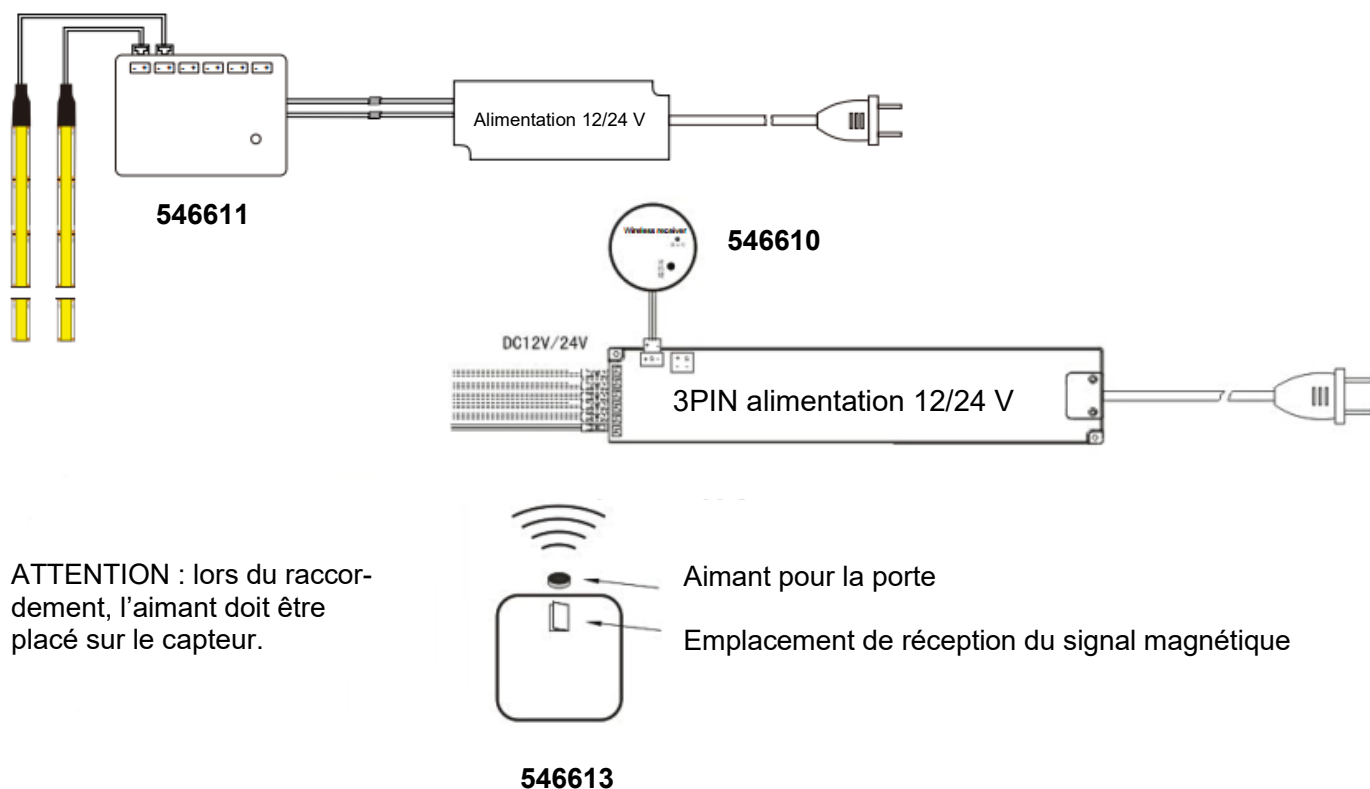 - + - + - + - + - + - +
Alimentation 12/24 V
546611
Wireless receiver
546610
DC12V/24V
3PIN alimentation 12/24 V
ATTENTION : lors du raccor-
dement, l’aimant doit être
placé sur le capteur.
Aimant pour la porte
Emplacement de réception du signal magnétique
546613